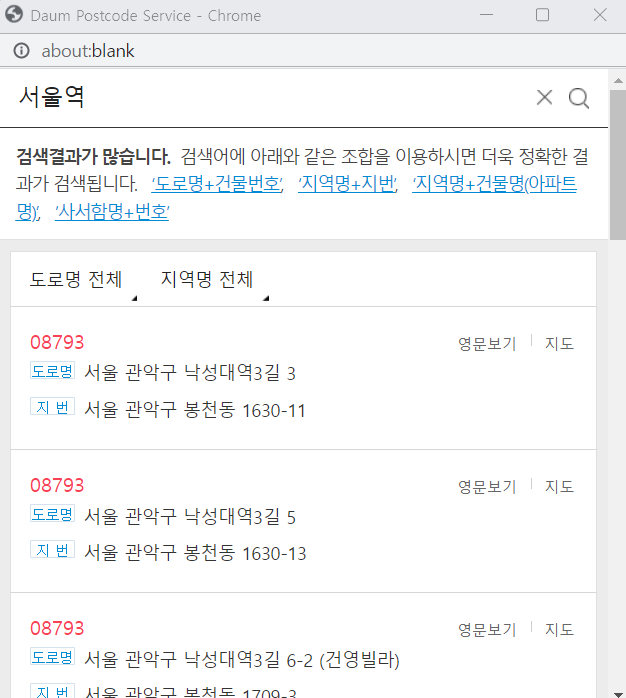 Daum Postcode Service - Chrome
about:blank
서울역
검색결과가 많습니다. 검색어에 아래와 같은 조합을 이용하시면 더욱 정확한 결
과가 검색됩니다. ‘도로명+건물번호’, ‘지역명+지번’, ‘지역명+건물명(아파트
명)’, ‘사서함명+번호’
도로명 전체 지역명 전체
08793 영문보기 지도
도로명 서울 관악구 낙성대역3길 3
지 번 서울 관악구 봉천동 1630-11
08793 영문보기 지도
도로명 서울 관악구 낙성대역3길 5
지 번 서울 관악구 봉천동 1630-13
08793 영문보기 지도
도로명 서울 관악구 낙성대역3길 6-2 (건영빌라)
지 번 서울 관악구 봉천동 1709-3